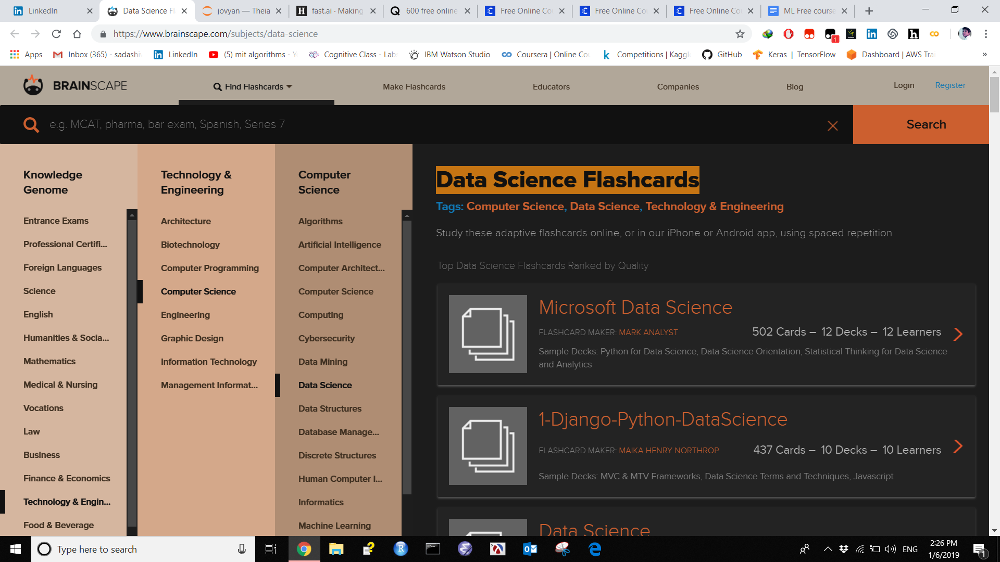 LinkedIn
Data Science Fl
jovyan — Theia
fast.ai · Making
600 free online
Free Online Co
Free Online Co
Free Online Co
ML Free course
https://www.brainscape.com/subjects/data-science
1
Apps
Inbox (365) - sadashi
LinkedIn
(5) mit algorithms - Y
Cognitive Class - Labs
IBM Watson Studio
Coursera | Online Co
Competitions | Kaggl
GitHub
Keras | TensorFlow
Dashboard | AWS Trai
»
BRAINSCAPE
Find Flashcards
Make Flashcards
Educators
Companies
Blog
Login
Register
e.g. MCAT, pharma, bar exam, Spanish, Series 7
Search
Knowledge
Genome
Entrance Exams
Professional Certifi...
Foreign Languages
Science
English
Humanities & Socia...
Mathematics
Medical & Nursing
Vocations
Law
Business
Finance & Economics
Technology & Engin...
Food & Beverage
Technology &
Engineering
Architecture
Biotechnology
Computer Programming
Computer Science
Engineering
Graphic Design
Information Technology
Management Informat...
Computer
Science
Algorithms
Artificial Intelligence
Computer Architect...
Computer Science
Computing
Cybersecurity
Data Mining
Data Science
Data Structures
Database Manage...
Discrete Structures
Human Computer I...
Informatics
Machine Learning
Data Science Flashcards
Tags: Computer Science, Data Science, Technology & Engineering
Study these adaptive flashcards online, or in our iPhone or Android app, using spaced repetition
Top Data Science Flashcards Ranked by Quality
Microsoft Data Science
FLASHCARD MAKER: MARK ANALYST
502 Cards – 12 Decks – 12 Learners
Sample Decks: Python for Data Science, Data Science Orientation, Statistical Thinking for Data Science
and Analytics
1-Django-Python-DataScience
FLASHCARD MAKER: MAIKA HENRY NORTHROP
437 Cards – 10 Decks – 10 Learners
Sample Decks: MVC & MTV Frameworks, Data Science Terms and Techniques, Javascript
Data Science
Type here to search
ENG
2:26 PM
1/6/2019
1